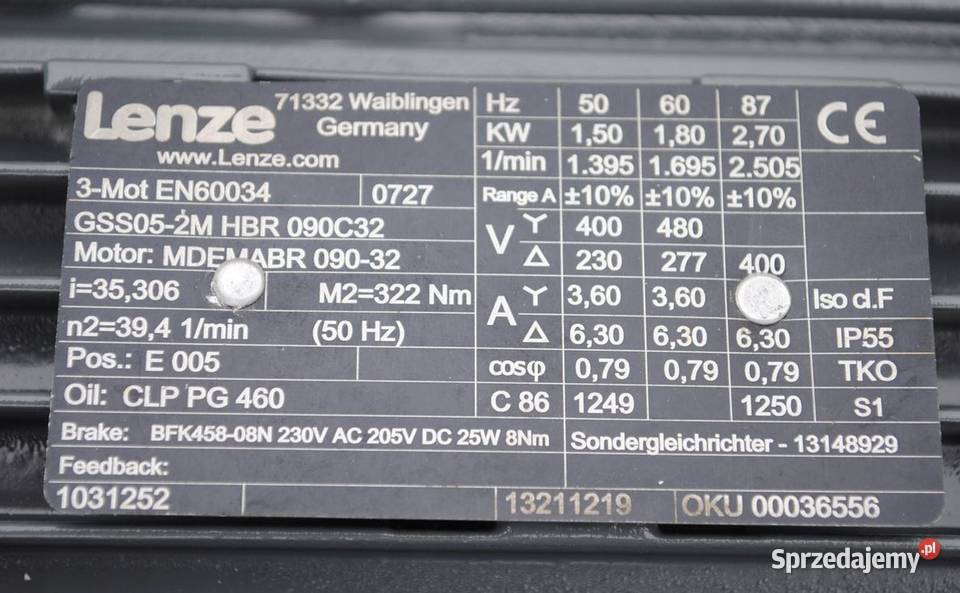 Lenze 71332 Waiblingen
Germany
www.Lenze.com
3-Mot EN60034 0727
GSS05-2M HBR 090C32
Motor: MDEMABR 090-32
i=35,306 M2=322 Nm
n2=39,4 1/min (50 Hz)
Pos.: E 005
Oil: CLP PG 460
Brake: BFK458-08N 230V AC 205V DC 25W 8Nm
Feedback:
1031252
Hz 50 60 87
KW 1,50 1,80 2,70
1/min 1.395 1.695 2.505
Range A ±10% ±10% ±10%
V Y 400 480
Δ 230 277 400
A Y 3,60 3,60
Δ 6,30 6,30 6,30
cosφ 0,79 0,79 0,79
C 86 1249 1250
CE
Iso cl.F
IP55
TKO
S1
Sondergleichrichter - 13148929
13211219 OKU 00036556
Sprzedajemy.pl